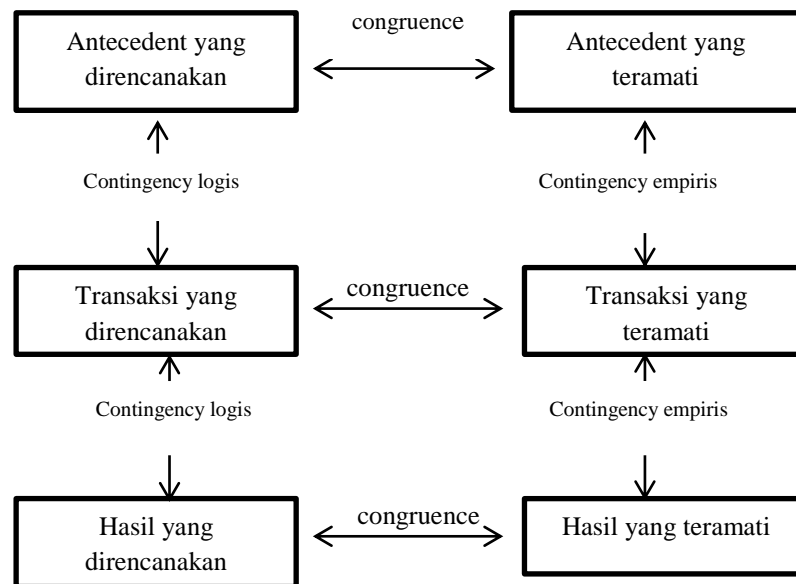 congruence
Antecedent yang
direncanakan
Antecedent yang
teramati
Contingency logis
Contingency empiris
Transaksi yang
direncanakan
congruence
Transaksi yang
teramati
Contingency logis
Contingency empiris
Hasil yang
direncanakan
congruence
Hasil yang teramati